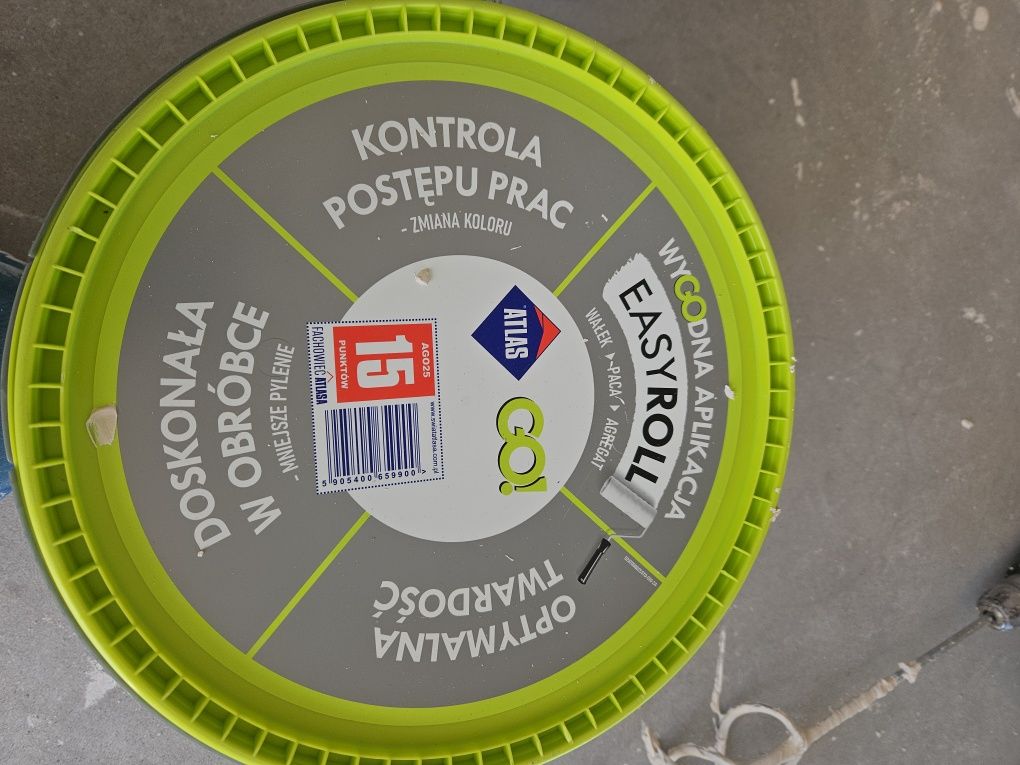 KONTROLA
POSTĘPU PRAC
- ZMIANA KOLORU
WYGODNA APLIKACJA
EASYROLL
WAŁEK ▸ PACA ▸ AGREGAT
OPTYMALNA
TWARDOŚĆ
DOSKONAŁA
W OBRÓBCE
- MNIEJSZE PYLENIE
ATLAS
GO!
AGO25
15
PUNKTÓW
FACHOWIEC ATLASA
5 905400 659900 >